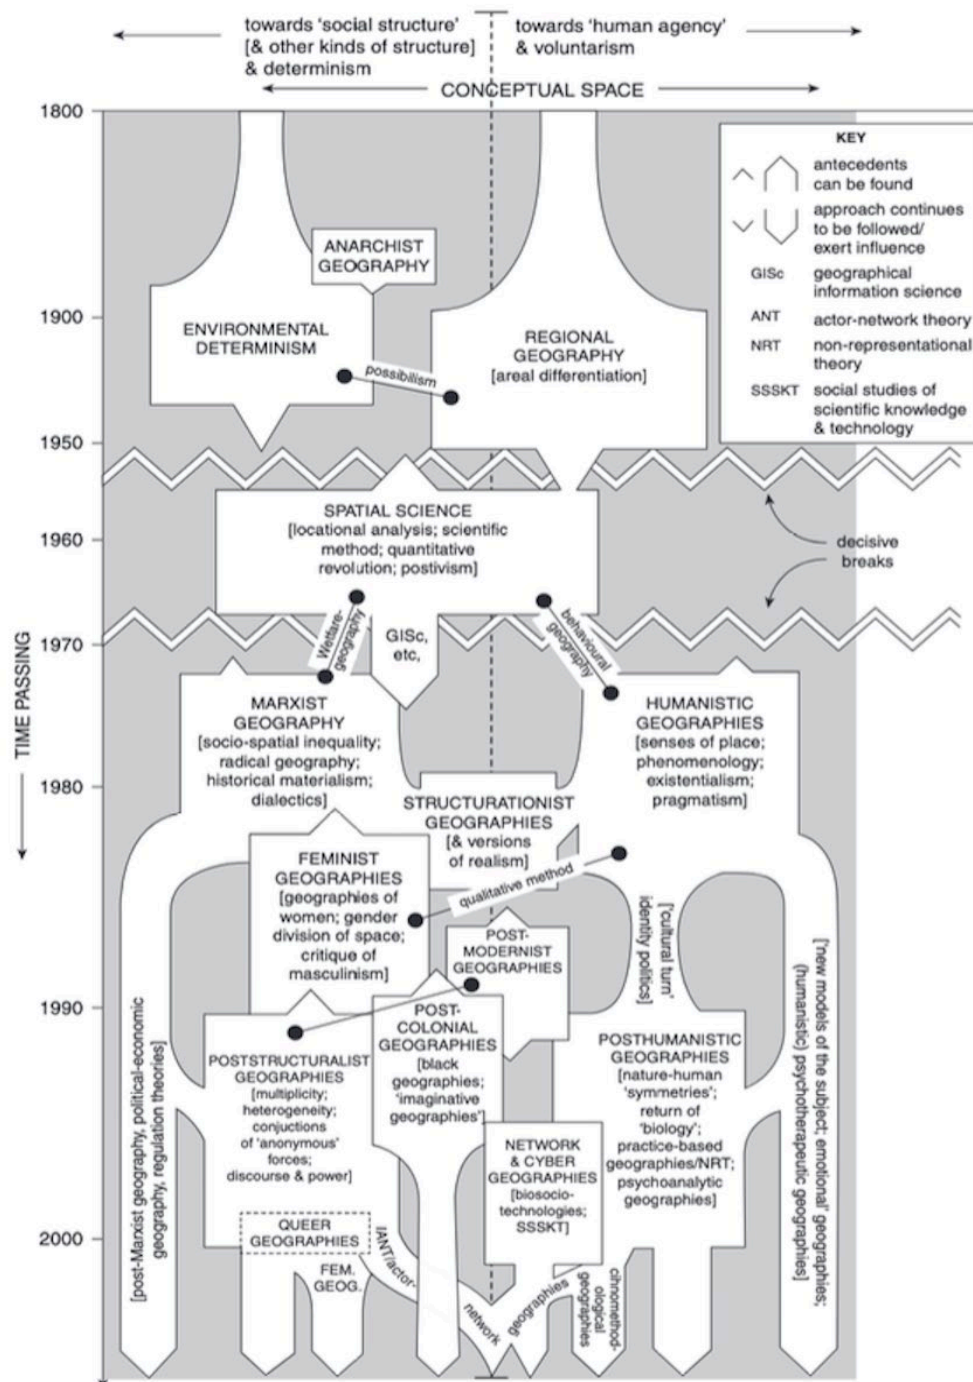 towards 'social structure'
[& other kinds of structure]
& determinism
towards 'human agency'
& voluntarism
CONCEPTUAL SPACE
1800
1900
1950
1960
1970
1980
1990
2000
TIME PASSING
KEY
antecedents
can be found
approach continues
to be followed/
exert influence
GISc geographical
information science
ANT actor-network theory
NRT non-representational
theory
SSSKT social studies of
scientific knowledge
& technology
ANARCHIST
GEOGRAPHY
ENVIRONMENTAL
DETERMINISM
possibilism
REGIONAL
GEOGRAPHY
[areal differentiation]
SPATIAL SCIENCE
[locational analysis; scientific
method; quantitative
revolution; postivism]
decisive
breaks
Welfare-
geography
GISc,
etc,
behavioural
geography
MARXIST
GEOGRAPHY
[socio-spatial inequality;
radical geography;
historical materialism;
dialectics]
HUMANISTIC
GEOGRAPHIES
[senses of place;
phenomenology;
existentialism;
pragmatism]
STRUCTURATIONIST
GEOGRAPHIES
[& versions
of realism]
FEMINIST
GEOGRAPHIES
[geographies of
women; gender
division of space;
critique of
masculinism]
qualitative method
['cultural turn'
identity politics]
POST-
MODERNIST
GEOGRAPHIES
POST-
COLONIAL
GEOGRAPHIES
[black
geographies;
'imaginative
geographies']
POSTSTRUCTURALIST
GEOGRAPHIES
[multiplicity;
heterogeneity;
conjuctions
of 'anonymous'
forces;
discourse & power]
POSTHUMANISTIC
GEOGRAPHIES
[nature-human
'symmetries';
return of
'biology';
practice-based
geographies/NRT;
psychoanalytic
geographies]
NETWORK
& CYBER
GEOGRAPHIES
[biosocio-
technologies;
SSSKT]
[post-Marxist geography, political-economic
geography, regulation theories]
['new models of the subject; emotional' geographies;
(humanistic) psychotherapeutic geographies]
QUEER
GEOGRAPHIES
FEM.
GEOG.
IANT/actor-
network
geographies
cihnomethod-
ological
geographies